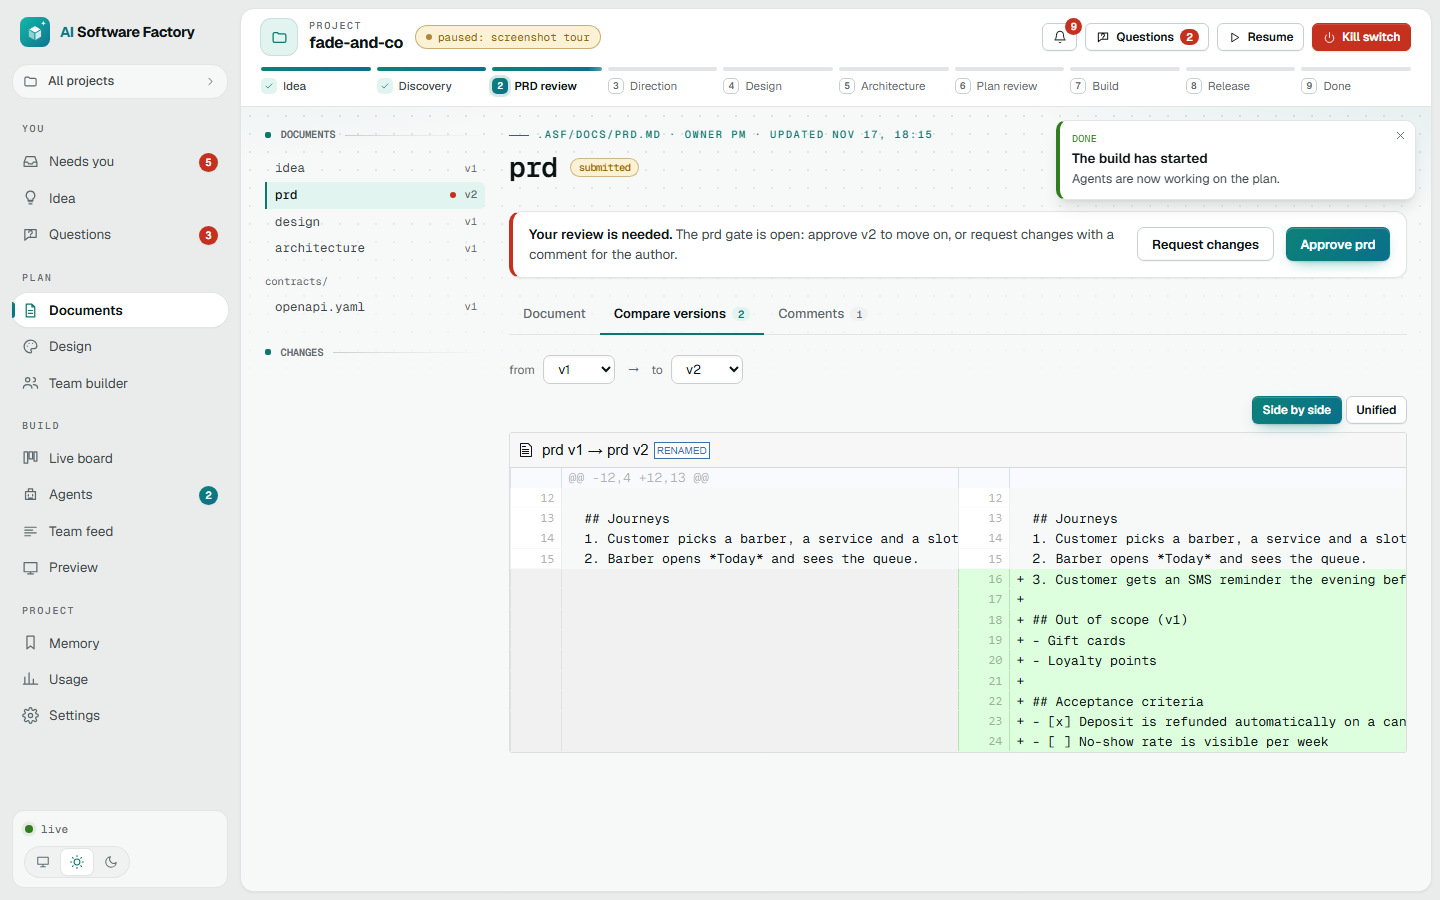 AI Software Factory
All projects
YOU
Needs you 5
Idea
Questions 3
PLAN
Documents
Design
Team builder
BUILD
Live board
Agents 2
Team feed
Preview
PROJECT
Memory
Usage
Settings
live
PROJECT
fade-and-co
paused: screenshot tour
9
Questions 2
Resume
Kill switch
Idea
Discovery
2 PRD review
3 Direction
4 Design
5 Architecture
6 Plan review
7 Build
8 Release
9 Done
DOCUMENTS
idea v1
prd v2
design v1
architecture v1
contracts/
openapi.yaml v1
CHANGES
.ASF/DOCS/PRD.MD · OWNER PM · UPDATED NOV 17, 18:15
prd submitted
DONE
The build has started
Agents are now working on the plan.
Your review is needed. The prd gate is open: approve v2 to move on, or request changes with a
comment for the author.
Request changes
Approve prd
Document
Compare versions 2
Comments 1
from v1 → to v2
Side by side
Unified
prd v1 → prd v2 RENAMED
@@ -12,4 +12,13 @@
12
13 ## Journeys
14 1. Customer picks a barber, a service and a slot
15 2. Barber opens *Today* and sees the queue.
12
13 ## Journeys
14 1. Customer picks a barber, a service and a slot
15 2. Barber opens *Today* and sees the queue.
16 + 3. Customer gets an SMS reminder the evening bef
17 +
18 + ## Out of scope (v1)
19 + - Gift cards
20 + - Loyalty points
21 +
22 + ## Acceptance criteria
23 + - [x] Deposit is refunded automatically on a can
24 + - [ ] No-show rate is visible per week